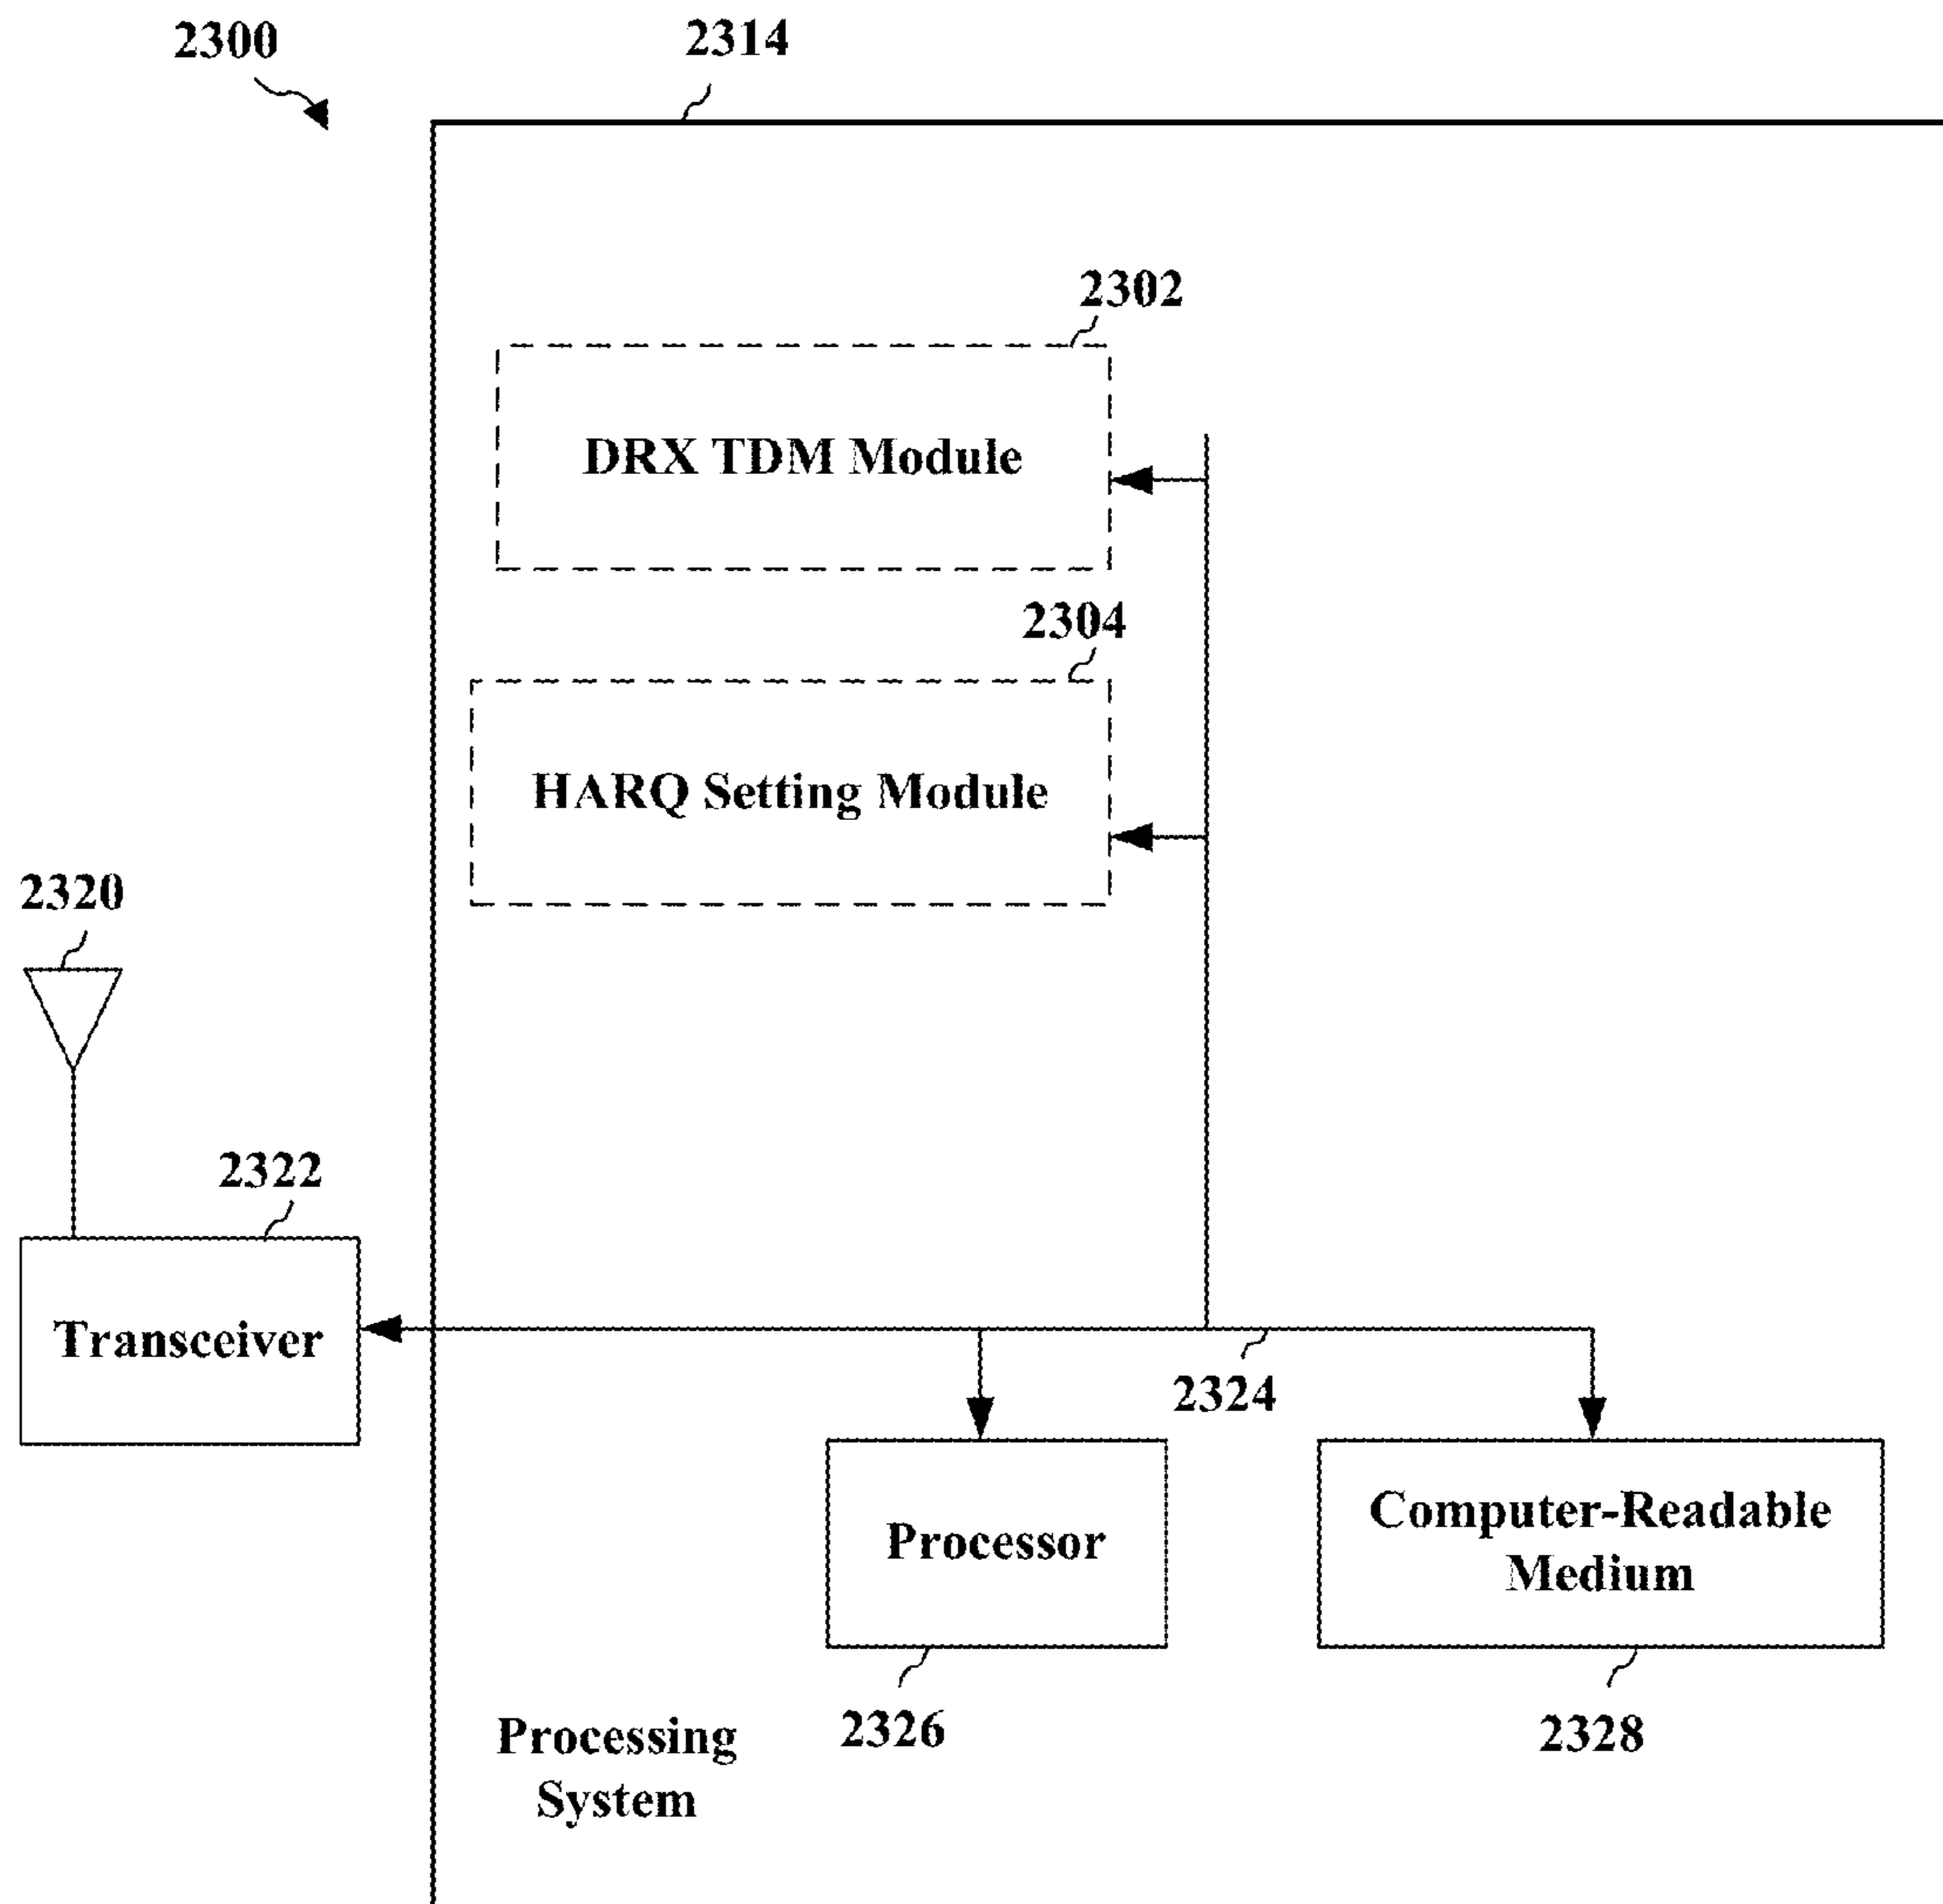 2300
2314
2302
DRX TDM Module
2304
HARQ Setting Module
2320
2322
Transceiver
2324
Processor
Computer-Readable
Medium
2326
2328
Processing
System